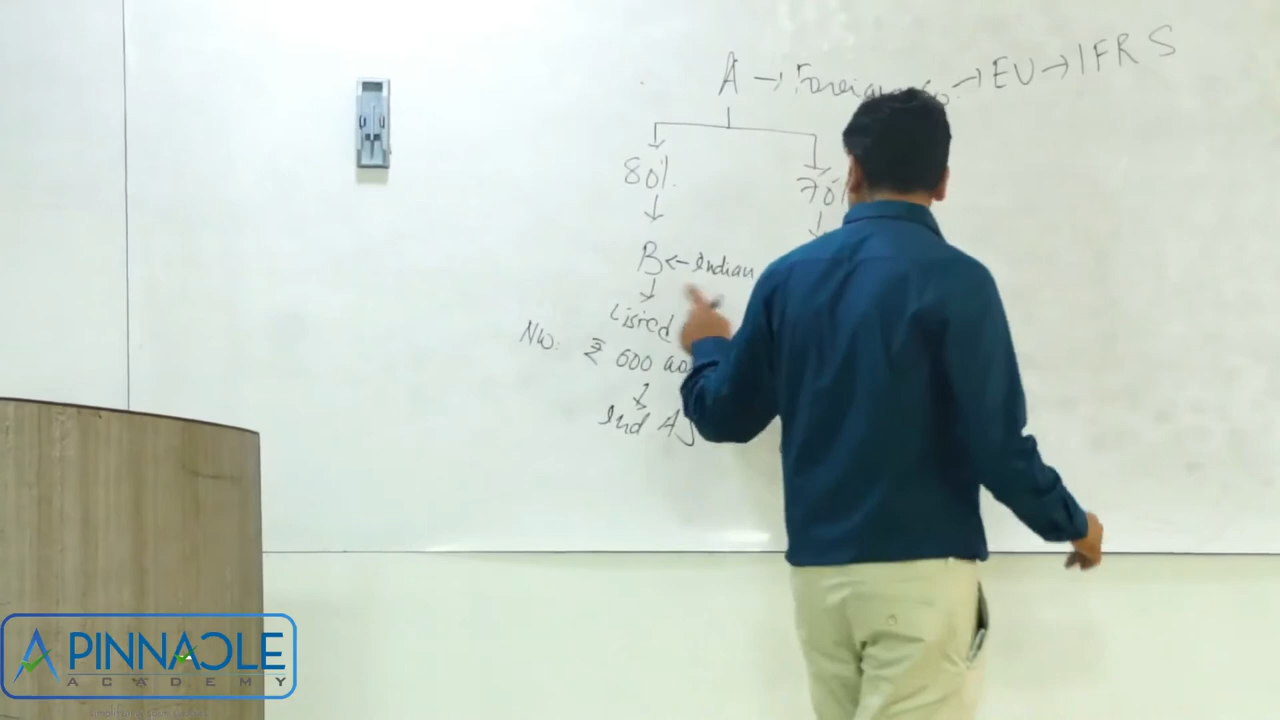 A → Foreign Co. → EU → IFRS
80% 70%
B ← Indian
Listed
NW: ₹ 600
Ind AS
A PINNACLE
ACADEMY